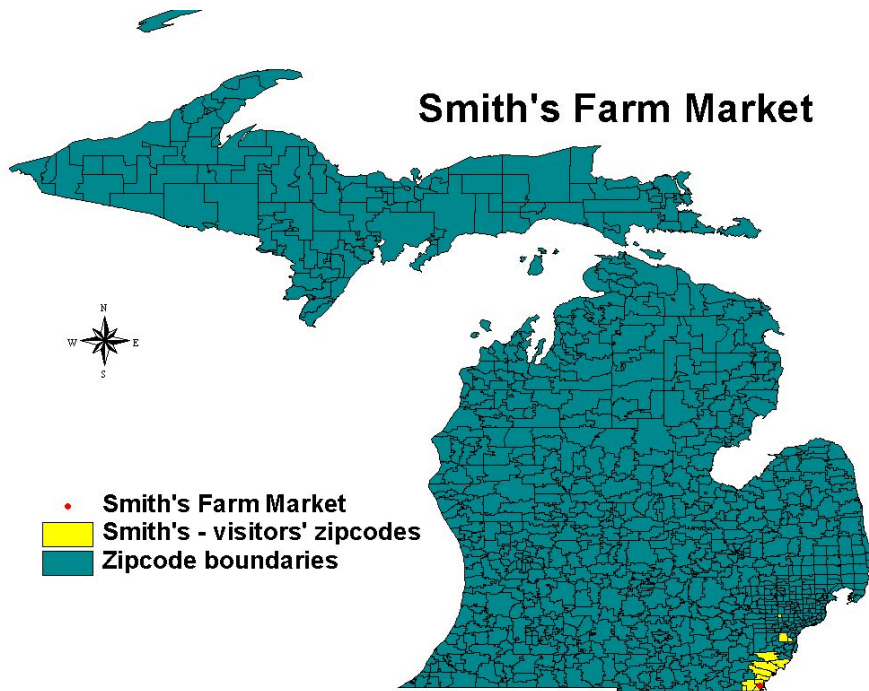 Smith's Farm Market
N
W E
S
Smith's Farm Market
Smith's - visitors' zipcodes
Zipcode boundaries